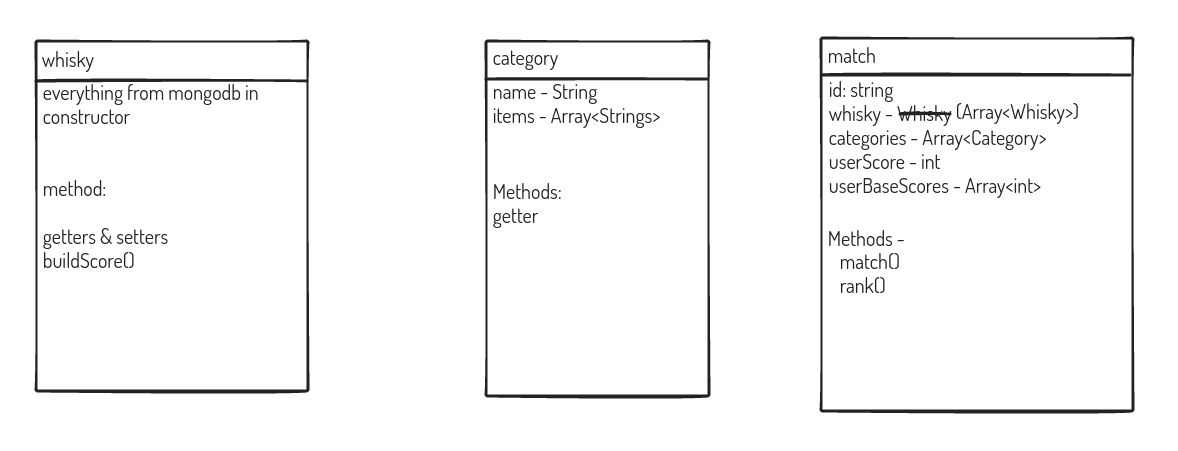 whisky
everything from mongodb in
constructor
method:
getters & setters
buildScore()
category
name - String
items - Array<Strings>
Methods:
getter
match
id: string
whisky - Whisky (Array<Whisky>)
categories - Array<Category>
userScore - int
userBaseScores - Array<int>
Methods -
match()
rank()